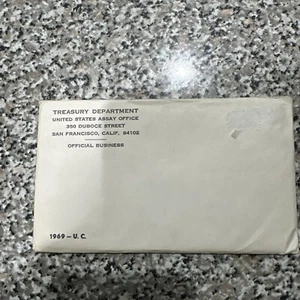 TREASURY DEPARTMENT
UNITED STATES ASSAY OFFICE
350 DUBOCE STREET
SAN FRANCISCO, CALIF. 94102
OFFICIAL BUSINESS
1969 – U. C.